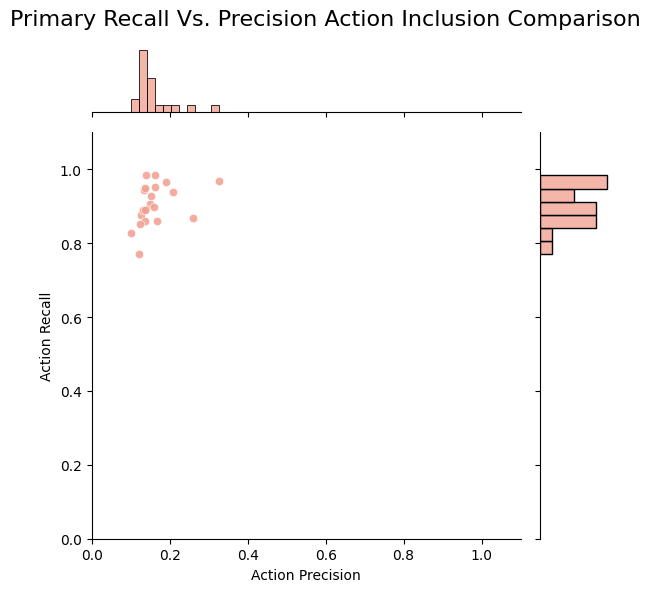 Primary Recall Vs. Precision Action Inclusion Comparison
1.0
0.8
0.6
0.4
0.2
0.0
Action Recall
0.0 0.2 0.4 0.6 0.8 1.0
Action Precision